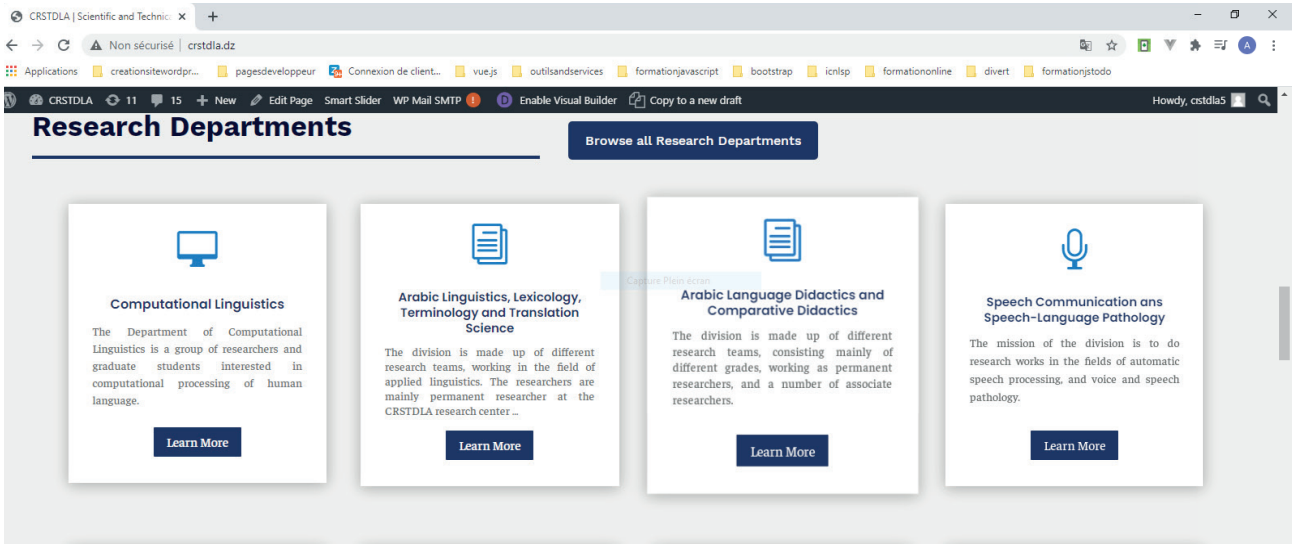 CRSTDLA | Scientific and Technic
Non sécurisé | crstdla.dz
Applications creationsitewordpr... pagesdeveloppeur Connexion de client... vue.js outilsandservices formationjavascript bootstrap icnlsp formationonline divert formationjstodo
CRSTDLA 11 15 + New Edit Page Smart Slider WP Mail SMTP ! D Enable Visual Builder Copy to a new draft Howdy, crstdla5
Research Departments
Browse all Research Departments
Computational Linguistics
The Department of Computational
Linguistics is a group of researchers and
graduate students interested in
computational processing of human
language.
Learn More
Arabic Linguistics, Lexicology,
Terminology and Translation
Science
The division is made up of different
research teams, working in the field of
applied linguistics. The researchers are
mainly permanent researcher at the
CRSTDLA research center ...
Learn More
Capture Plein ecran
Arabic Language Didactics and
Comparative Didactics
The division is made up of different
research teams, consisting mainly of
different grades, working as permanent
researchers, and a number of associate
researchers.
Learn More
Speech Communication ans
Speech-Language Pathology
The mission of the division is to do
research works in the fields of automatic
speech processing, and voice and speech
pathology.
Learn More